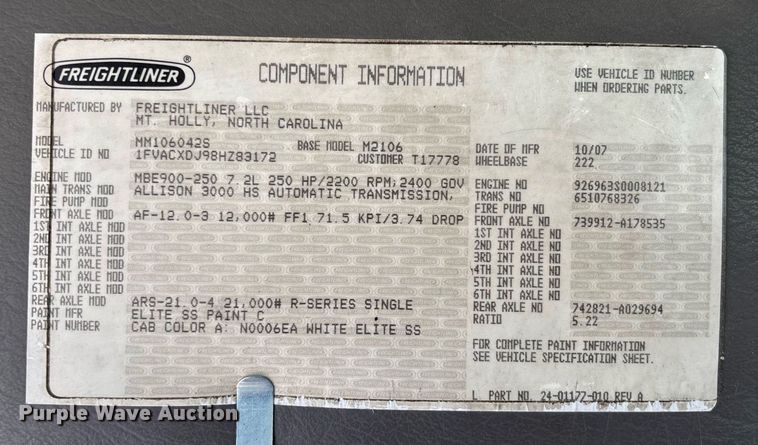 FREIGHTLINER®
COMPONENT INFORMATION
USE VEHICLE ID NUMBER
WHEN ORDERING PARTS.
MANUFACTURED BY FREIGHTLINER LLC
MT. HOLLY, NORTH CAROLINA
MODEL MM106042S BASE MODEL M2106 DATE OF MFR 10/07
VEHICLE ID NO 1FVACXDJ98HZ83172 CUSTOMER T17778 WHEELBASE 222
ENGINE MOD MBE900-250 7.2L 250 HP/2200 RPM; 2400 GOV ENGINE NO 926963S0008121
MAIN TRANS MOD ALLISON 3000 HS AUTOMATIC TRANSMISSION, TRANS NO 6510768326
FIRE PUMP MOD FIRE PUMP NO
FRONT AXLE MOD AF-12.0-3 12,000# FF1 71.5 KPI/3.74 DROP FRONT AXLE NO 739912-A178535
1ST INT AXLE MOD 1ST INT AXLE NO
2ND INT AXLE MOD 2ND INT AXLE NO
3RD INT AXLE MOD 3RD INT AXLE NO
4TH INT AXLE MOD 4TH INT AXLE NO
5TH INT AXLE MOD 5TH INT AXLE NO
6TH INT AXLE MOD 6TH INT AXLE NO
REAR AXLE MOD ARS-21.0-4 21,000# R-SERIES SINGLE REAR AXLE NO 742821-A029694
PAINT MFR ELITE SS PAINT C RATIO 5.22
PAINT NUMBER CAB COLOR A: N0006EA WHITE ELITE SS
FOR COMPLETE PAINT INFORMATION
SEE VEHICLE SPECIFICATION SHEET.
PART NO. 24-01177-010 REV A
Purple Wave Auction